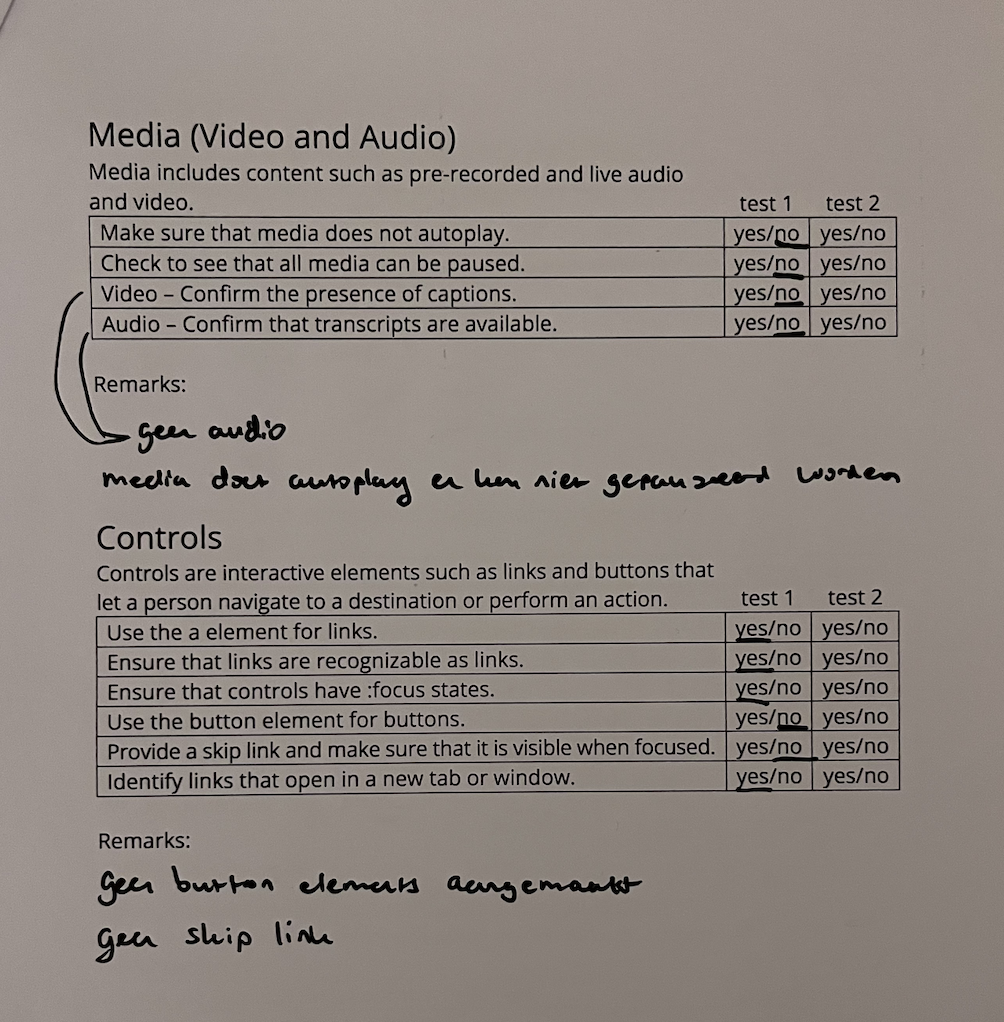 Media (Video and Audio)
Media includes content such as pre-recorded and live audio
and video. test 1 test 2
Make sure that media does not autoplay. yes/no yes/no
Check to see that all media can be paused. yes/no yes/no
Video – Confirm the presence of captions. yes/no yes/no
Audio – Confirm that transcripts are available. yes/no yes/no
Remarks:
geen audio
media doet autoplay en kan niet gepauzeerd worden
Controls
Controls are interactive elements such as links and buttons that
let a person navigate to a destination or perform an action. test 1 test 2
Use the a element for links. yes/no yes/no
Ensure that links are recognizable as links. yes/no yes/no
Ensure that controls have :focus states. yes/no yes/no
Use the button element for buttons. yes/no yes/no
Provide a skip link and make sure that it is visible when focused. yes/no yes/no
Identify links that open in a new tab or window. yes/no yes/no
Remarks:
geen button elements aangemaakt
geen skip link